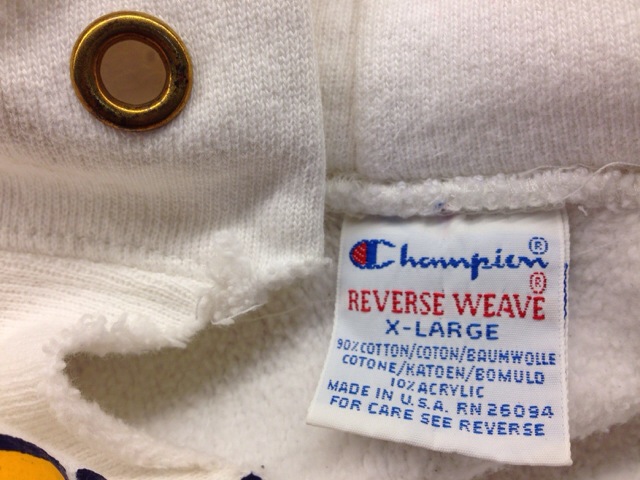 Champion®
®
REVERSE WEAVE
X-LARGE
90% COTTON/COTON/BAUMWOLLE
COTONE/KATOEN/BOMULD
10% ACRYLIC
MADE IN U.S.A. RN 26094
FOR CARE SEE REVERSE